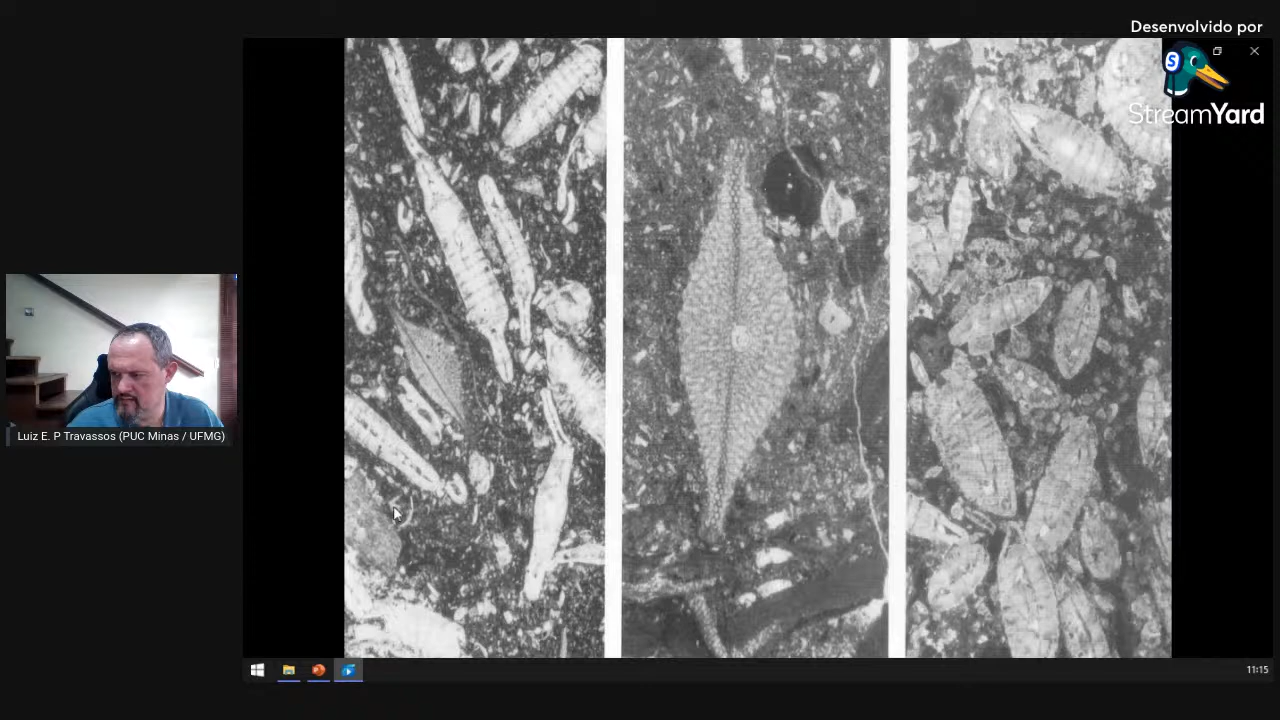 Desenvolvido por
StreamYard
Luiz E. P Travassos (PUC Minas / UFMG)
11:15